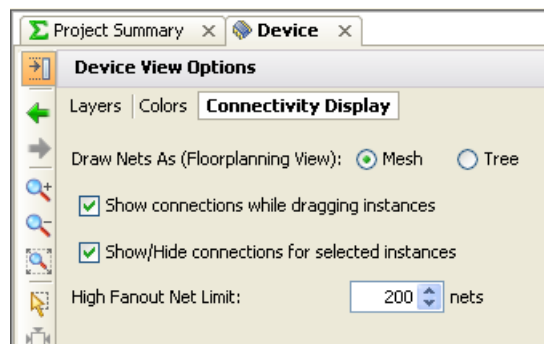 Project Summary Device
Device View Options
Layers Colors Connectivity Display
Draw Nets As (Floorplanning View): Mesh Tree
Show connections while dragging instances
Show/Hide connections for selected instances
High Fanout Net Limit: 200 nets